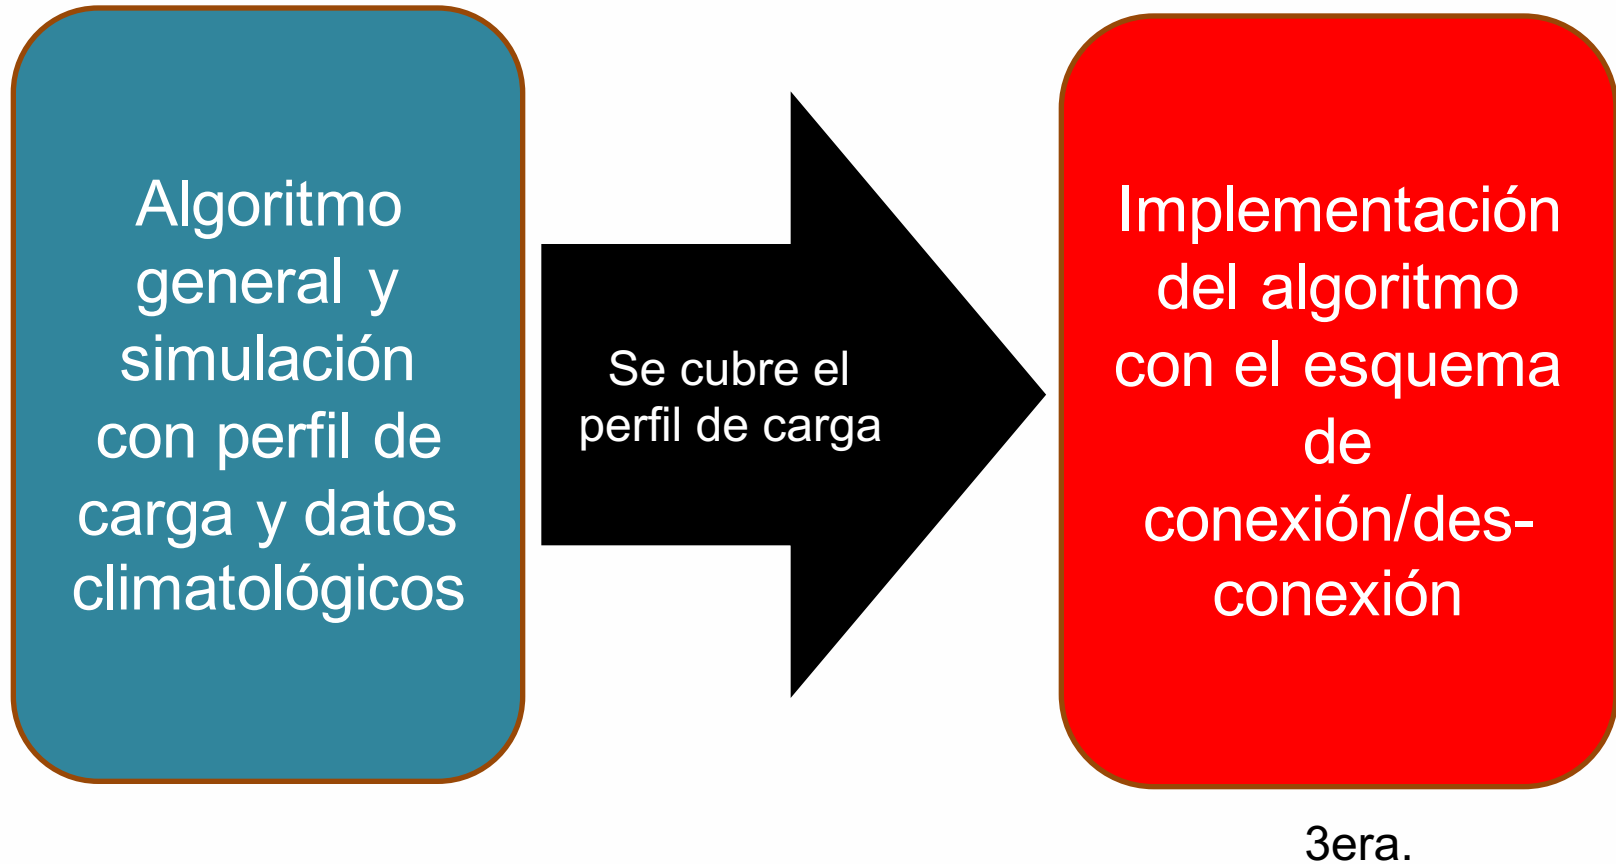 Algoritmo
general y
simulación
con perfil de
carga y datos
climatológicos
Se cubre el
perfil de carga
Implementación
del algoritmo
con el esquema
de
conexión/des-
conexión
3era.